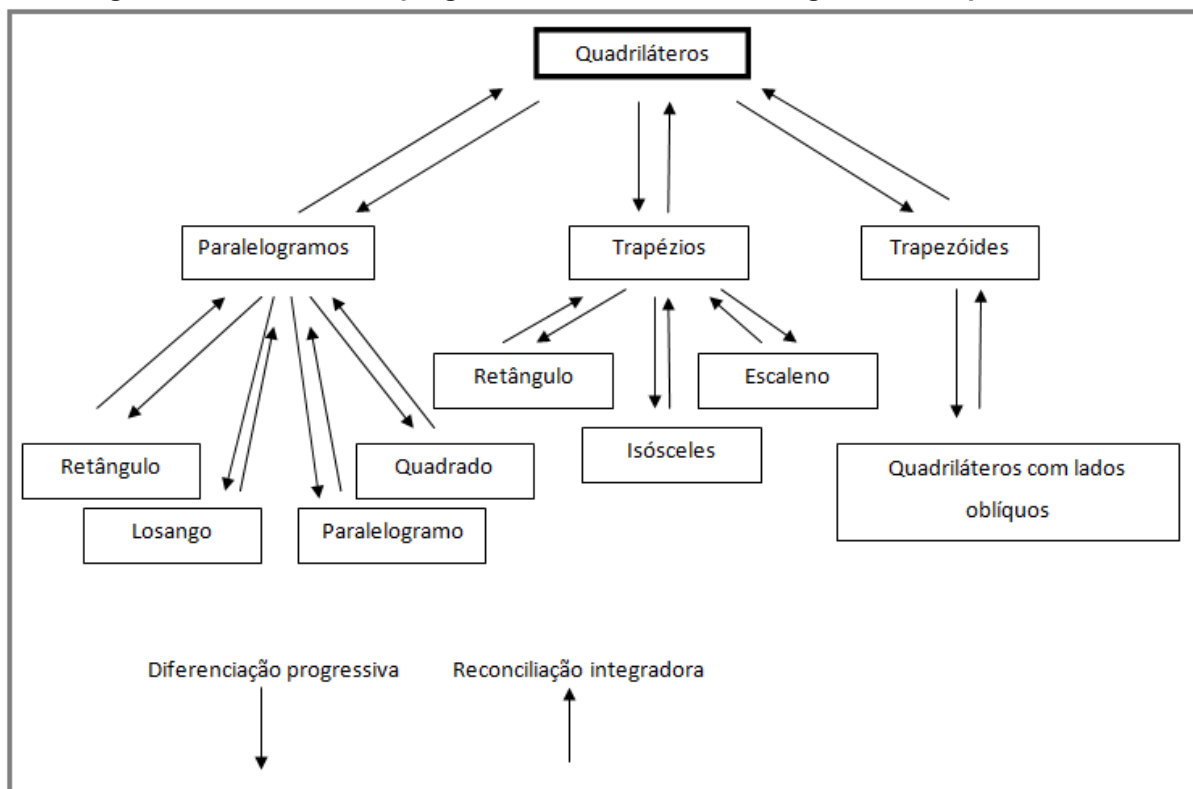 Quadriláteros
Paralelogramos
Trapézios
Trapezóides
Retângulo
Losango
Paralelogramo
Quadrado
Retângulo
Isósceles
Escaleno
Quadriláteros com lados
oblíquos
Diferenciação progressiva
Reconciliação integradora